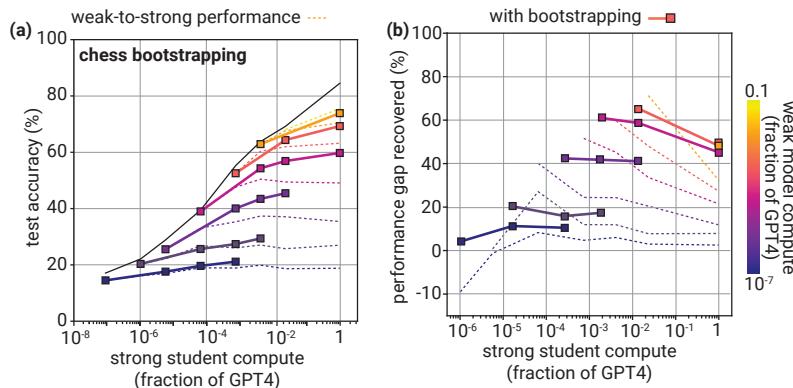 weak-to-strong performance
with bootstrapping
(a)
chess bootstrapping
100
80
60
40
20
0
test accuracy (%)
10-8
10-6
10-4
10-2
1
strong student compute
(fraction of GPT4)
(b)
100
80
60
40
20
0
-10
performance gap recovered (%)
10-6
10-5
10-4
10-3
10-2
10-1
1
strong student compute
(fraction of GPT4)
0.1
10-7
weak model compute
(fraction of GPT4)